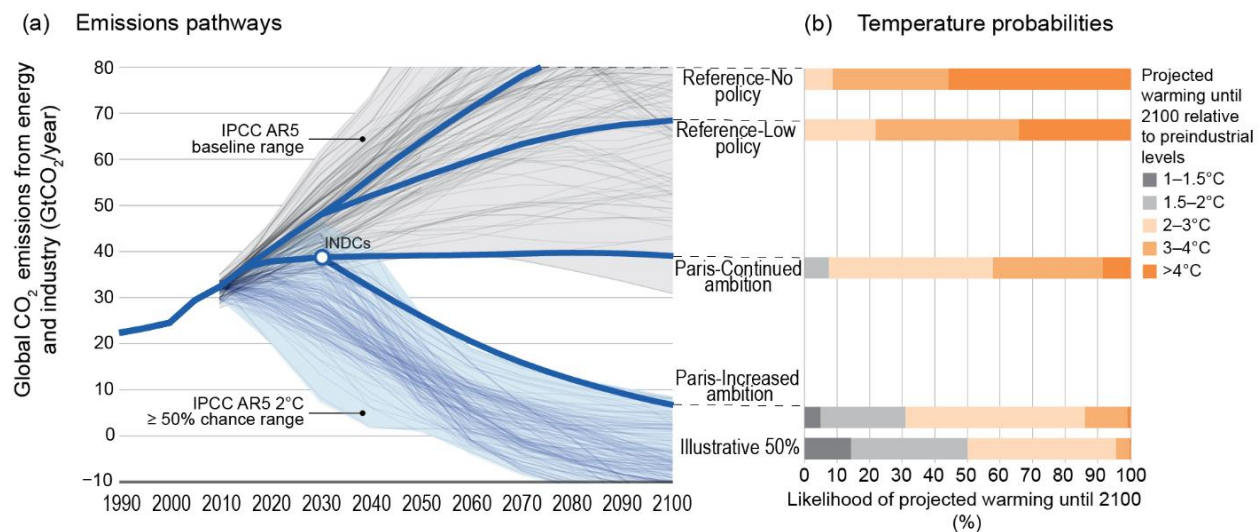 (a) Emissions pathways
Global CO₂ emissions from energy
and industry (GtCO₂/year)
80
70
60
50
40
30
20
10
0
−10
1990 2000 2010 2020 2030 2040 2050 2060 2070 2080 2090 2100
IPCC AR5
baseline range
INDCs
IPCC AR5 2°C
≥ 50% chance range
Reference-No
policy
Reference-Low
policy
Paris-Continued
ambition
Paris-Increased
ambition
Illustrative 50%
(b) Temperature probabilities
0 10 20 30 40 50 60 70 80 90 100
Likelihood of projected warming until 2100
(%)
Projected
warming until
2100 relative
to preindustrial
levels
1–1.5°C
1.5–2°C
2–3°C
3–4°C
>4°C